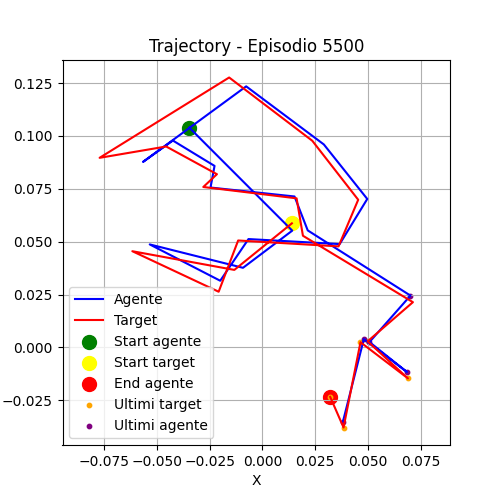 Trajectory - Episodio 5500
0.125
0.100
0.075
0.050
0.025
0.000
−0.025
Agente
Target
Start agente
Start target
End agente
Ultimi target
Ultimi agente
−0.075 −0.050 −0.025 0.000 0.025 0.050 0.075
X